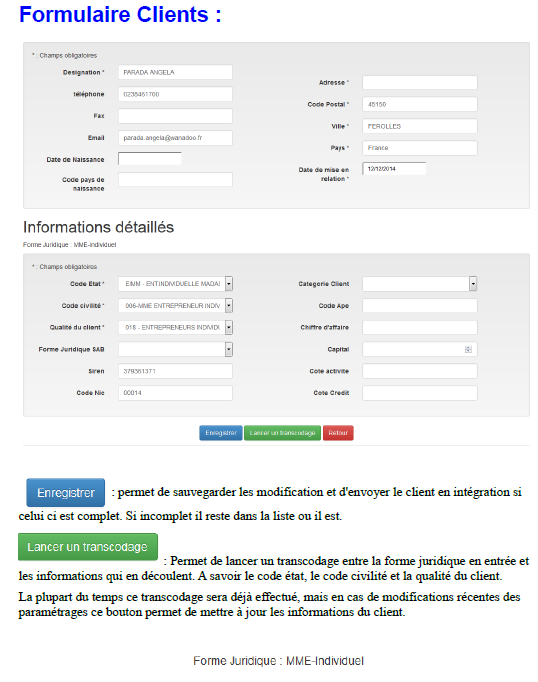 Formulaire Clients :
* : Champs obligatoires
Designation * PARADA ANGELA
téléphone 0238461700
Fax
Email parada.angela@wanadoo.fr
Date de Naissance
Code pays de
naissance
Adresse *
Code Postal * 45150
Ville * FEROLLES
Pays * France
Date de mise en
relation * 12/12/2014
Informations détaillés
Forme Juridique : MME-Individuel
* : Champs obligatoires
Code Etat * EIMM - ENT.INDIVIDUELLE MADAI
Code civilité * 006-MME ENTREPRENEUR INDIV
Qualité du client * 018 - ENTREPRENEURS INDIVIDI
Forme Juridique SAB
Siren 379361371
Code Nic 00014
Categorie Client
Code Ape
Chiffre d'affaire
Capital
Cote activite
Cote Credit
Enregistrer Lancer un transcodage Retour
Enregistrer : permet de sauvegarder les modification et d'envoyer le client en intégration si
celui ci est complet. Si incomplet il reste dans la liste ou il est.
Lancer un transcodage : Permet de lancer un transcodage entre la forme juridique en entrée et
les informations qui en découlent. A savoir le code état, le code civilité et la qualité du client.
La plupart du temps ce transcodage sera déjà effectué, mais en cas de modifications récentes des
paramétrages ce bouton permet de mettre à jour les informations du client.
Forme Juridique : MME-Individuel